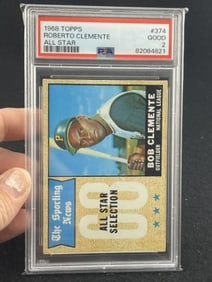 1968 TOPPS #374
ROBERTO CLEMENTE GOOD
ALL STAR 2
PSA 82084821
P
BOB CLEMENTE
OUTFIELDER NATIONAL LEAGUE
The Sporting News
68
ALL STAR
SELECTION